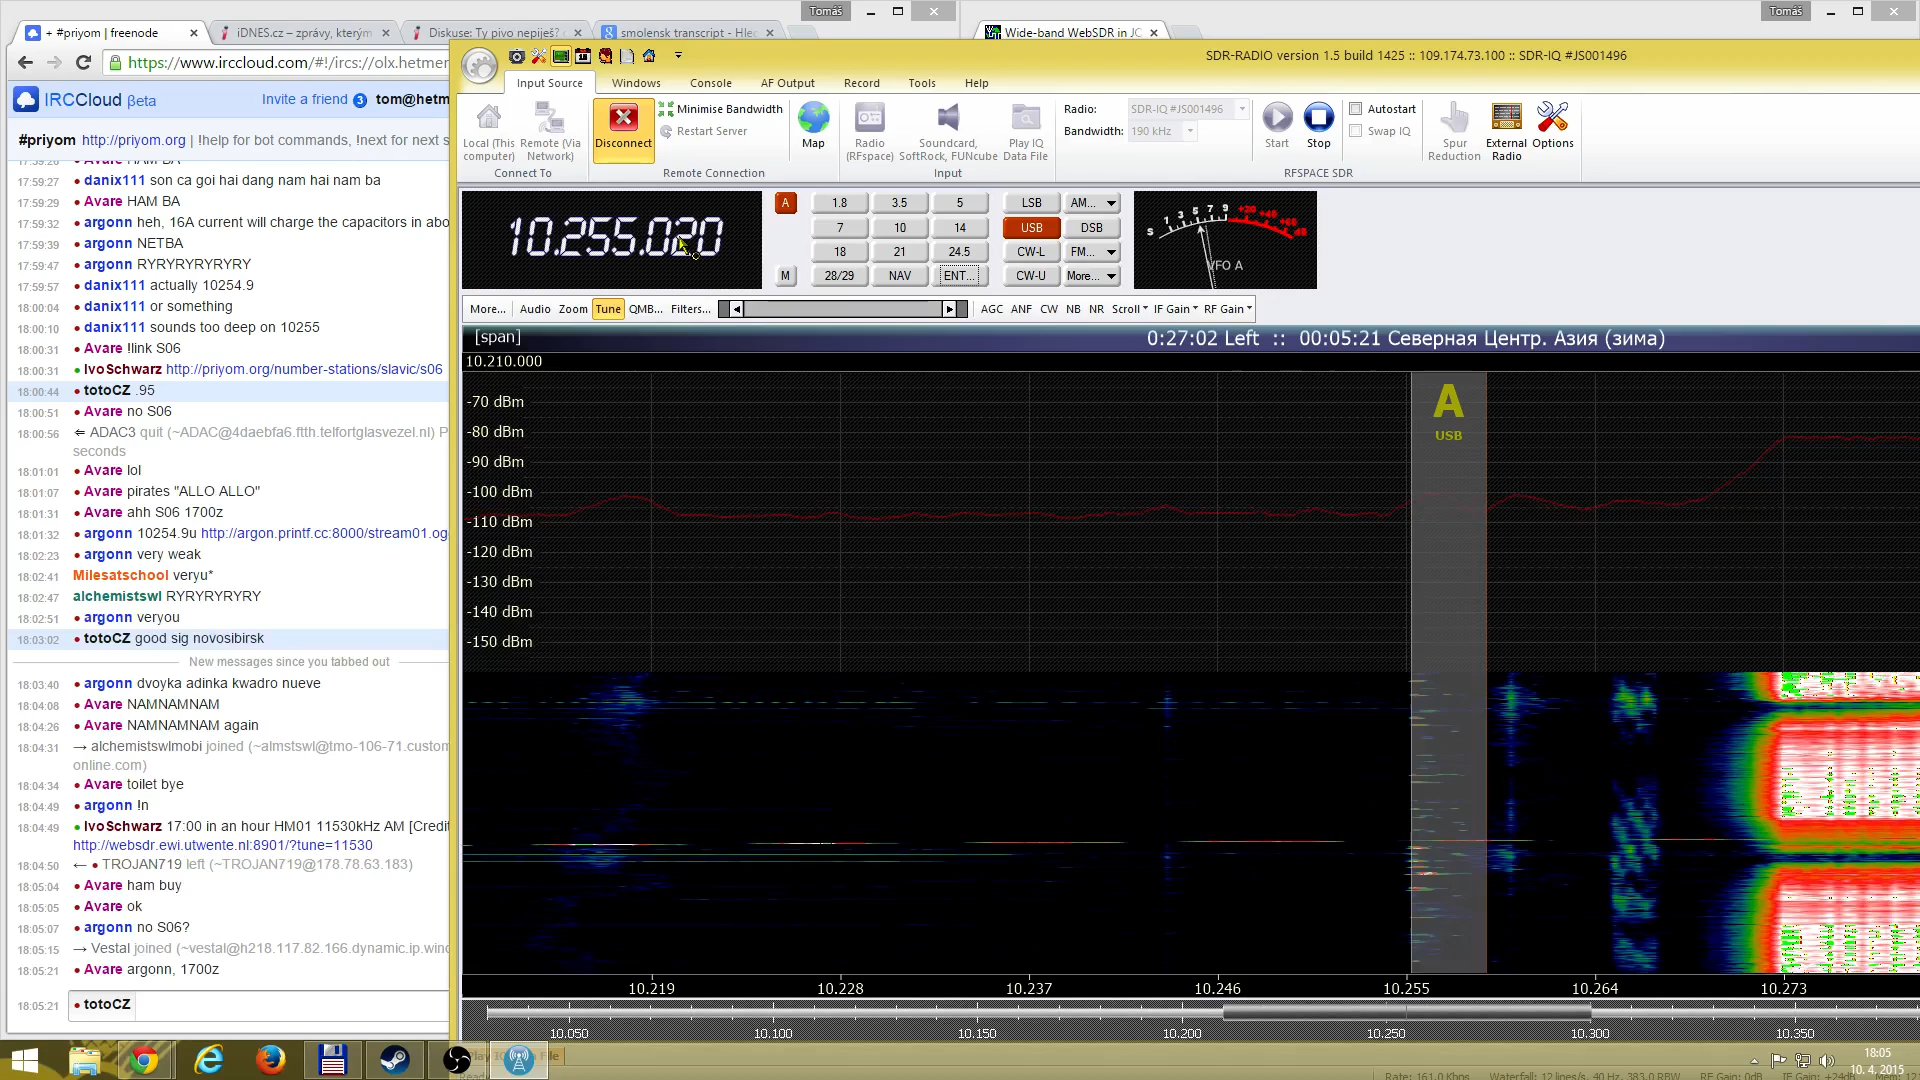 Tomáš
Tomáš
+ #priyom | freenode
iDNES.cz – zprávy, kterým
Diskuse: Ty pivo nepiješ?
smolensk transcript - Hle
Wide-band WebSDR in JO
https://www.irccloud.com/#!/ircs://olx.hetmer
SDR-RADIO version 1.5 build 1425 :: 109.174.73.100 :: SDR-IQ #JS001496
Input Source Windows Console AF Output Record Tools Help
IRCCloud βeta Invite a friend 3 tom@hetm
#priyom http://priyom.org | !help for bot commands, !next for next s
Local (This computer)
Remote (Via Network)
Connect To
Disconnect
Minimise Bandwidth
Restart Server
Remote Connection
Map
Radio (RFspace)
Soundcard, SoftRock, FUNcube
Play IQ Data File
Input
Radio: SDR-IQ #JS001496
Bandwidth: 190 kHz
Start
Stop
Autostart
Swap IQ
Spur Reduction
External Radio
Options
RFSPACE SDR
17:59:26 Avare HAM BA
17:59:27 danix111 son ca goi hai dang nam hai nam ba
17:59:29 Avare HAM BA
17:59:32 argonn heh, 16A current will charge the capacitors in abo
17:59:39 argonn NETBA
17:59:47 argonn RYRYRYRYRYRY
17:59:57 danix111 actually 10254.9
18:00:04 danix111 or something
18:00:10 danix111 sounds too deep on 10255
18:00:31 Avare !link S06
18:00:31 IvoSchwarz http://priyom.org/number-stations/slavic/s06
18:00:44 totoCZ .95
18:00:51 Avare no S06
18:00:56 ⇐ ADAC3 quit (~ADAC@4daebfa6.ftth.telfortglasvezel.nl) P
seconds
18:01:01 Avare lol
18:01:07 Avare pirates "ALLO ALLO"
18:01:31 Avare ahh S06 1700z
18:01:32 argonn 10254.9u http://argon.printf.cc:8000/stream01.og
18:02:23 argonn very weak
18:02:41 Milesatschool veryu*
18:02:47 alchemistswl RYRYRYRYRY
18:02:51 argonn veryou
18:03:02 totoCZ good sig novosibirsk
New messages since you tabbed out
18:03:40 argonn dvoyka adinka kwadro nueve
18:04:08 Avare NAMNAMNAM
18:04:26 Avare NAMNAMNAM again
18:04:31 → alchemistswlmobi joined (~almstswl@tmo-106-71.custom
online.com)
18:04:34 Avare toilet bye
18:04:49 argonn !n
18:04:49 IvoSchwarz 17:00 in an hour HM01 11530kHz AM [Credit
http://websdr.ewi.utwente.nl:8901/?tune=11530
18:04:50 ← TROJAN719 left (~TROJAN719@178.78.63.183)
18:05:04 Avare ham buy
18:05:05 Avare ok
18:05:07 argonn no S06?
18:05:15 → Vestal joined (~vestal@h218.117.82.166.dynamic.ip.winc
18:05:21 Avare argonn, 1700z
18:05:21 totoCZ
10.255.020
A
M
1.8 3.5 5
7 10 14
18 21 24.5
28/29 NAV ENT...
LSB AM...
USB DSB
CW-L FM...
CW-U More...
S 1 3 5 7 9 +20 +40 +60 dB
VFO A
More... Audio Zoom Tune QMB... Filters... AGC ANF CW NB NR Scroll IF Gain RF Gain
[span] 0:27:02 Left :: 00:05:21 Северная Центр. Азия (зима)
10.210.000
-70 dBm
-80 dBm
-90 dBm
-100 dBm
-110 dBm
-120 dBm
-130 dBm
-140 dBm
-150 dBm
A
USB
10.219 10.228 10.237 10.246 10.255 10.264 10.273
10.050 10.100 10.150 10.200 10.250 10.300 10.350
18:05
10. 4. 2015